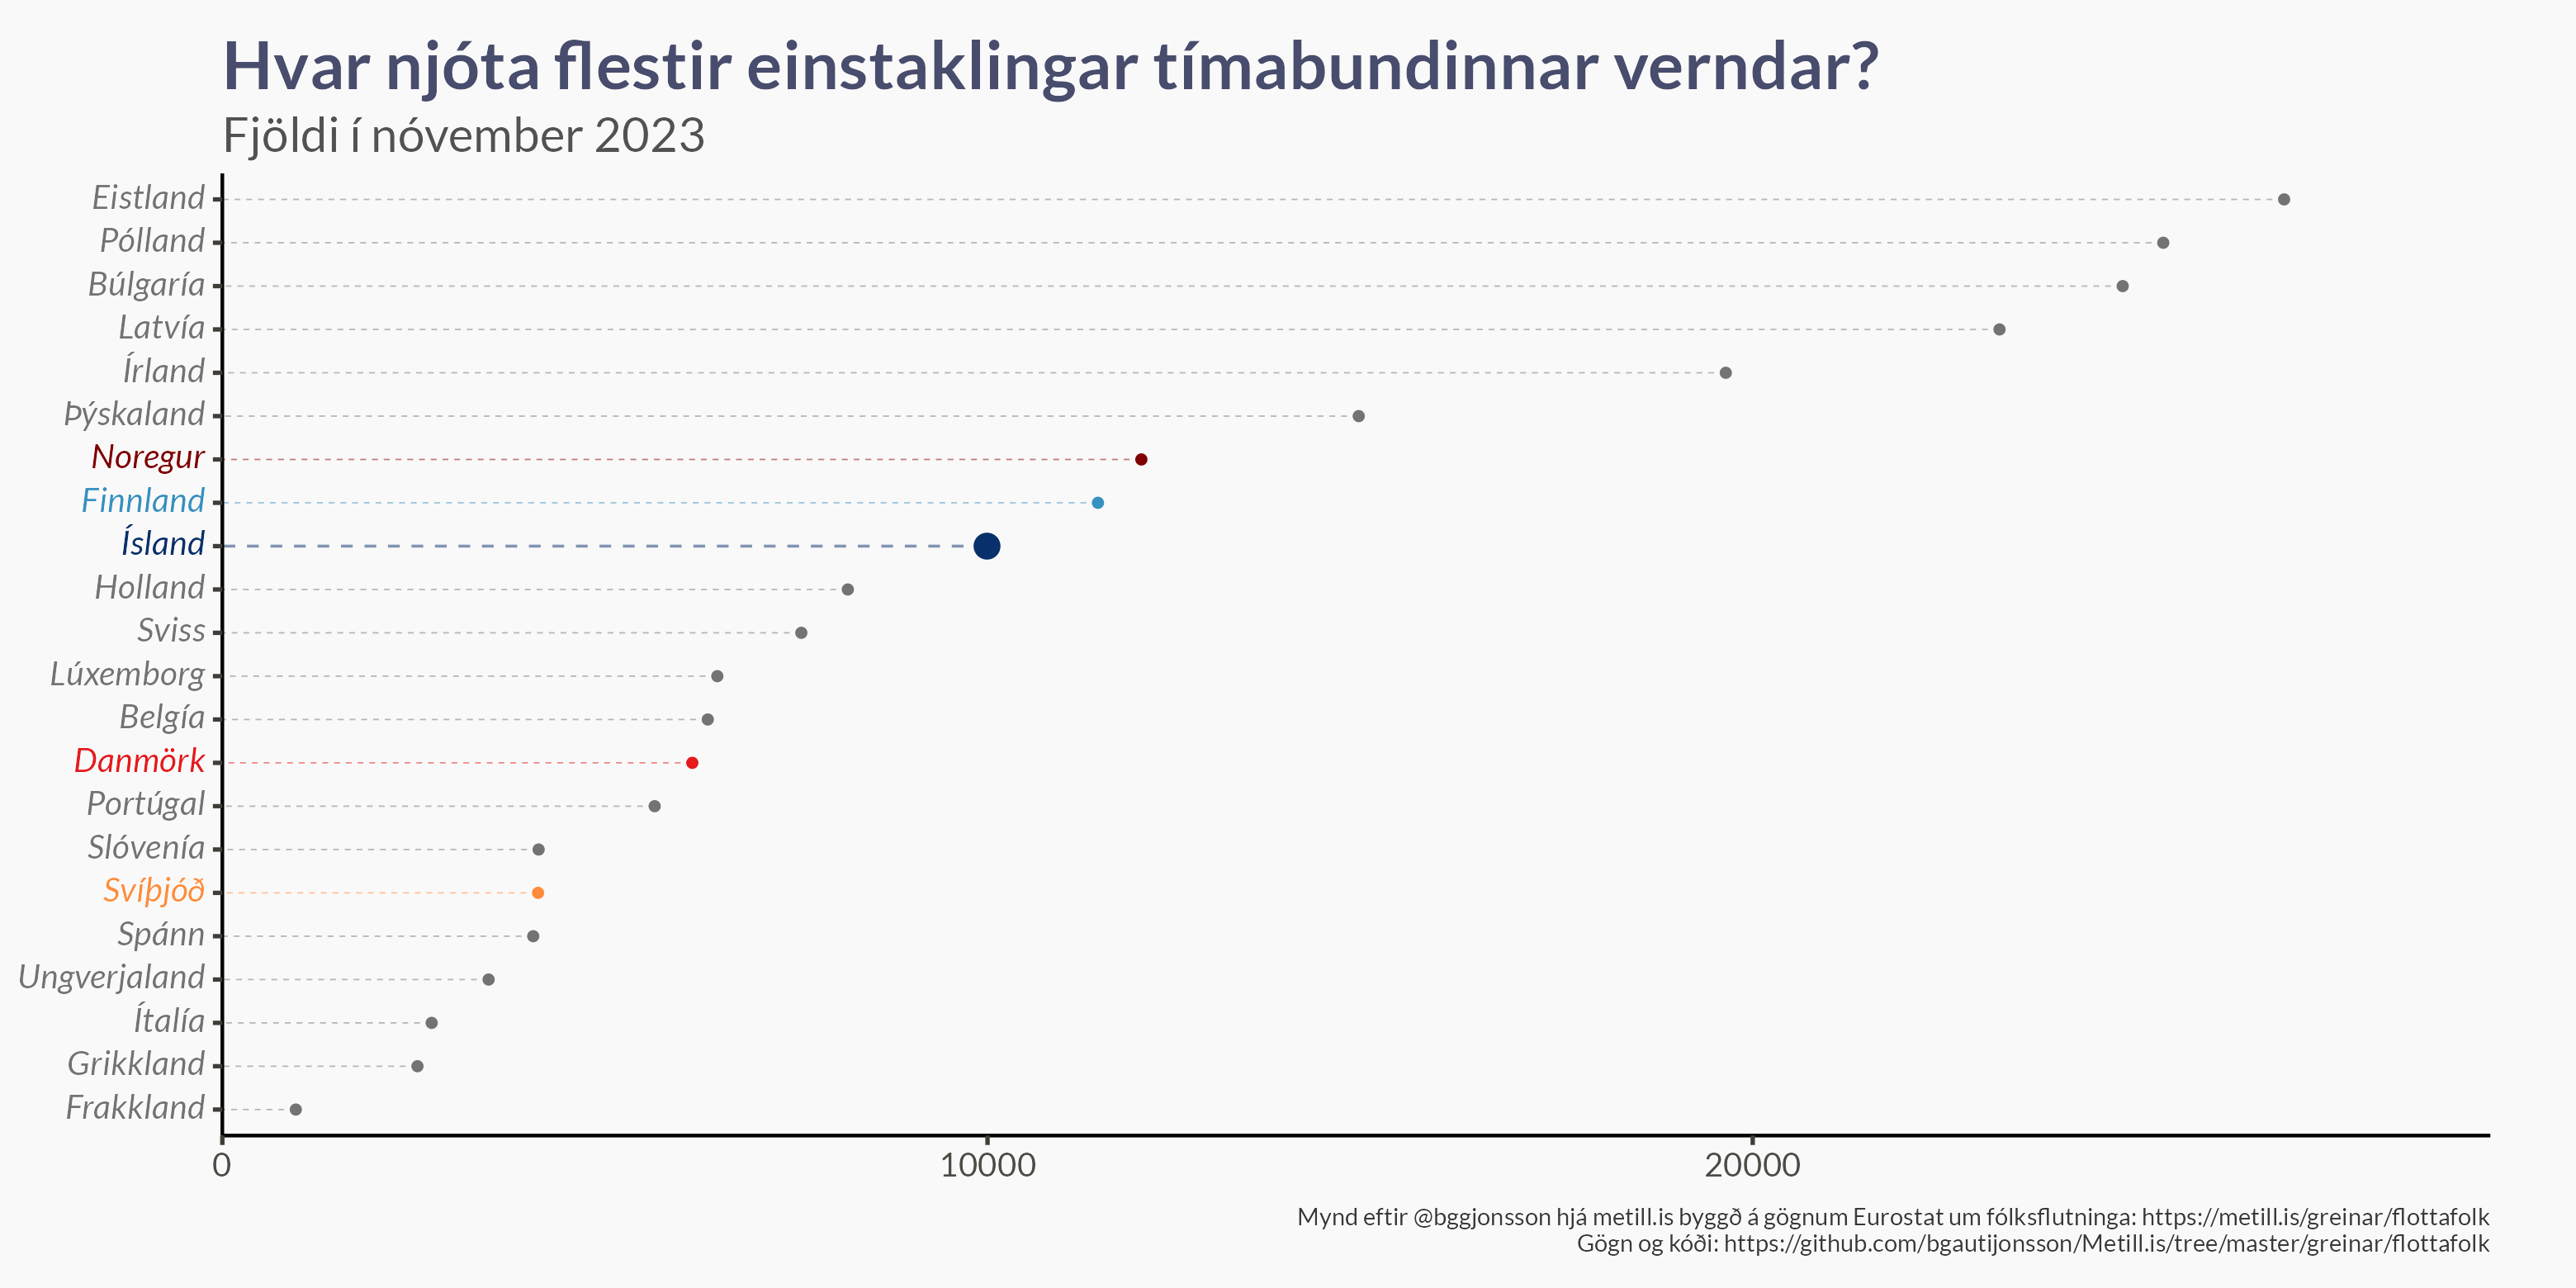 Hvar njóta flestir einstaklingar tímabundinnar verndar?
Fjöldi í nóvember 2023
Eistland
Pólland
Búlgaría
Latvía
Írland
Þýskaland
Noregur
Finnland
Ísland
Holland
Sviss
Lúxemborg
Belgía
Danmörk
Portúgal
Slóvenía
Svíþjóð
Spánn
Ungverjaland
Ítalía
Grikkland
Frakkland
0 10000 20000
Mynd eftir @bggjonsson hjá metill.is byggð á gögnum Eurostat um fólksflutninga: https://metill.is/greinar/flottafolk
Gögn og kóði: https://github.com/bgautijonsson/Metill.is/tree/master/greinar/flottafolk